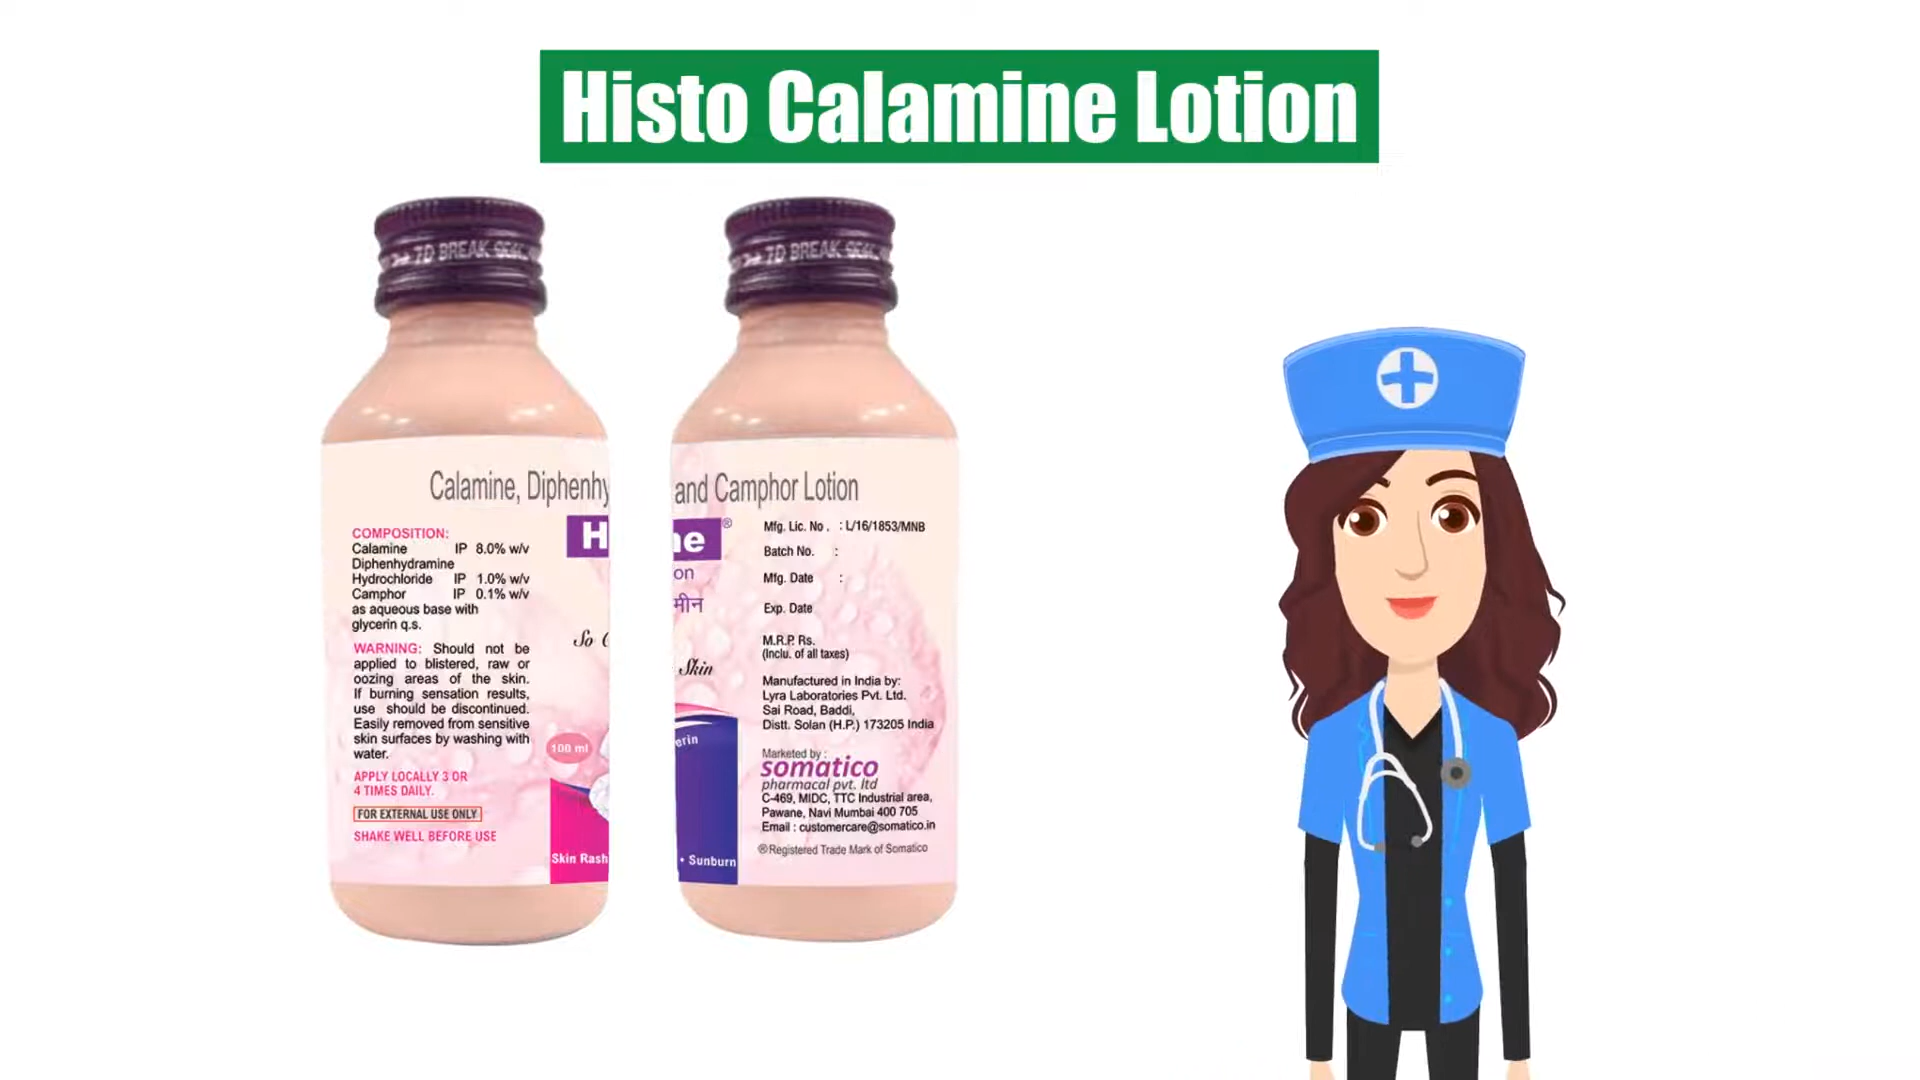 Histo Calamine Lotion
7D BREAK SEAL
7D BREAK SEAL
Calamine, Diphenhy
COMPOSITION:
Calamine IP 8.0% w/v
Diphenhydramine
Hydrochloride IP 1.0% w/v
Camphor IP 0.1% w/v
as aqueous base with
glycerin q.s.
WARNING: Should not be
applied to blistered, raw or
oozing areas of the skin.
If burning sensation results,
use should be discontinued.
Easily removed from sensitive
skin surfaces by washing with
water.
APPLY LOCALLY 3 OR
4 TIMES DAILY.
FOR EXTERNAL USE ONLY
SHAKE WELL BEFORE USE
H
So C
100 ml
Skin Rash
and Camphor Lotion
ne®
on
मीन
Skin
erin
• Sunburn
Mfg. Lic. No. : L/16/1853/MNB
Batch No. :
Mfg. Date :
Exp. Date
M.R.P. Rs.
(Inclu. of all taxes)
Manufactured in India by:
Lyra Laboratories Pvt. Ltd.
Sai Road, Baddi,
Distt. Solan (H.P.) 173205 India
Marketed by :
somatico
pharmacal pvt. ltd
C-469, MIDC, TTC Industrial area,
Pawane, Navi Mumbai 400 705
Email : customercare@somatico.in
®Registered Trade Mark of Somatico